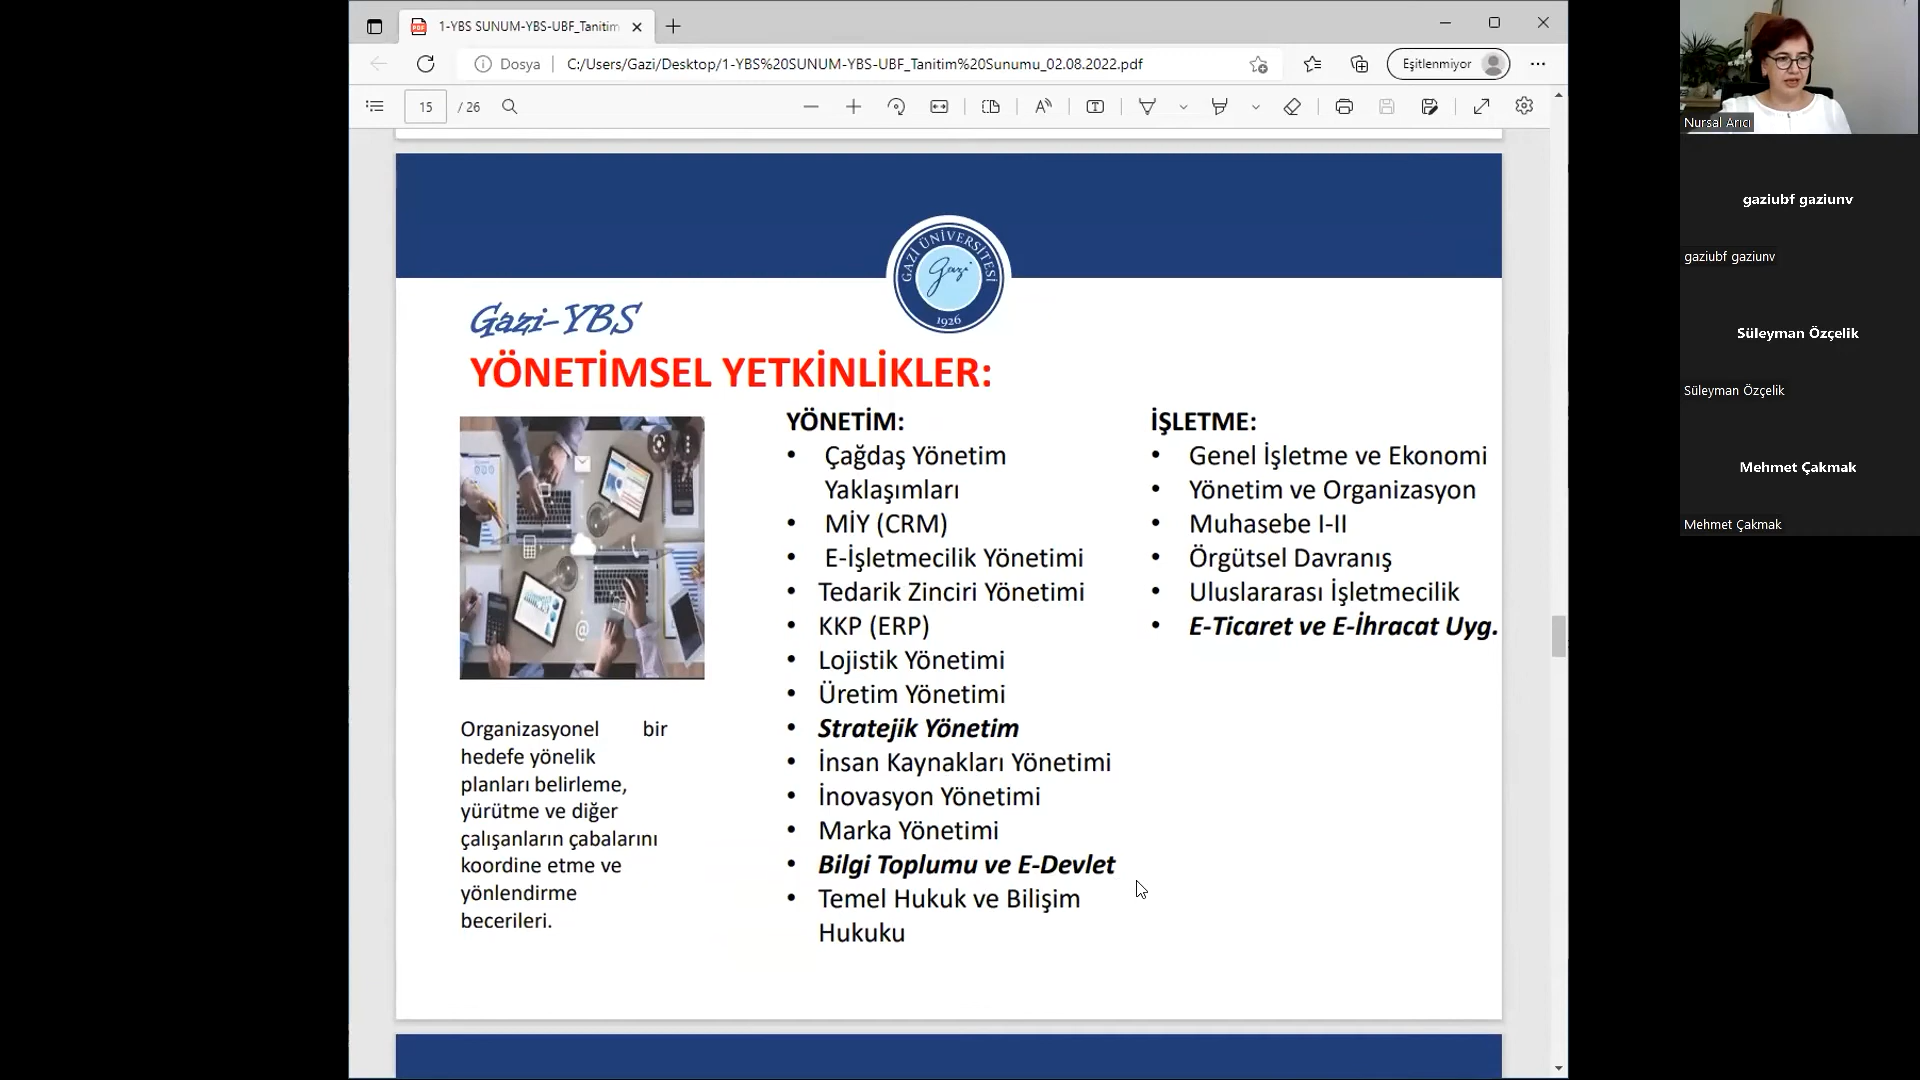 1-YBS SUNUM-YBS-UBF_Tanitim
Dosya
C:/Users/Gazi/Desktop/1-YBS%20SUNUM-YBS-UBF_Tanitim%20Sunumu_02.08.2022.pdf
Eşitlenmiyor
15 / 26
GAZİ ÜNİVERSİTESİ
Gazi
1926
Gazi-YBS
YÖNETİMSEL YETKİNLİKLER:
Organizasyonel bir
hedefe yönelik
planları belirleme,
yürütme ve diğer
çalışanların çabalarını
koordine etme ve
yönlendirme
becerileri.
YÖNETİM:
• Çağdaş Yönetim
Yaklaşımları
• MİY (CRM)
• E-İşletmecilik Yönetimi
• Tedarik Zinciri Yönetimi
• KKP (ERP)
• Lojistik Yönetimi
• Üretim Yönetimi
• Stratejik Yönetim
• İnsan Kaynakları Yönetimi
• İnovasyon Yönetimi
• Marka Yönetimi
• Bilgi Toplumu ve E-Devlet
• Temel Hukuk ve Bilişim
Hukuku
İŞLETME:
• Genel İşletme ve Ekonomi
• Yönetim ve Organizasyon
• Muhasebe I-II
• Örgütsel Davranış
• Uluslararası İşletmecilik
• E-Ticaret ve E-İhracat Uyg.
Nursal Arıcı
gaziubf gaziunv
gaziubf gaziunv
Süleyman Özçelik
Süleyman Özçelik
Mehmet Çakmak
Mehmet Çakmak